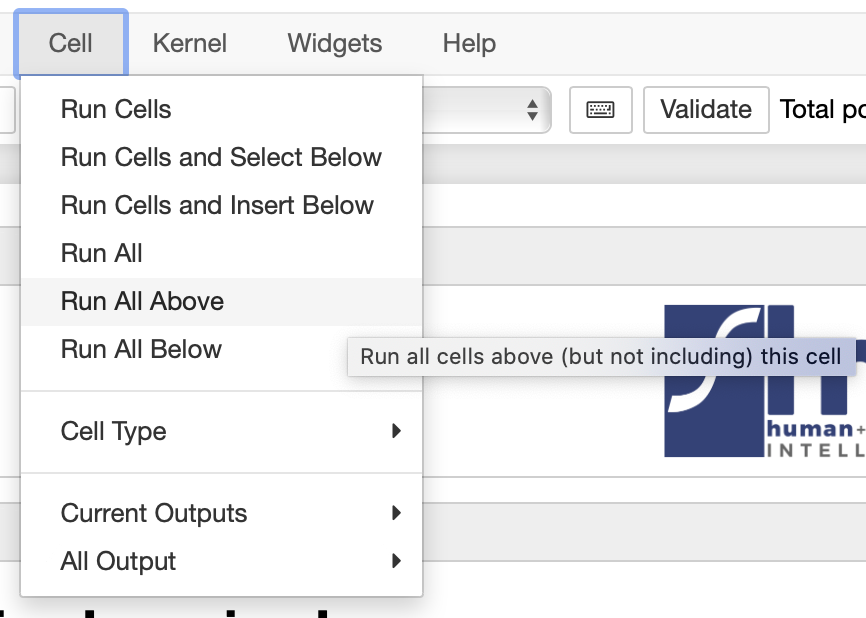 Cell Kernel Widgets Help
Run Cells
Validate Total
Run Cells and Select Below
Run Cells and Insert Below
Run All
Run All Above
Run All Below
Run all cells above (but not including) this cell
human+
Cell Type
Current Outputs
All Output